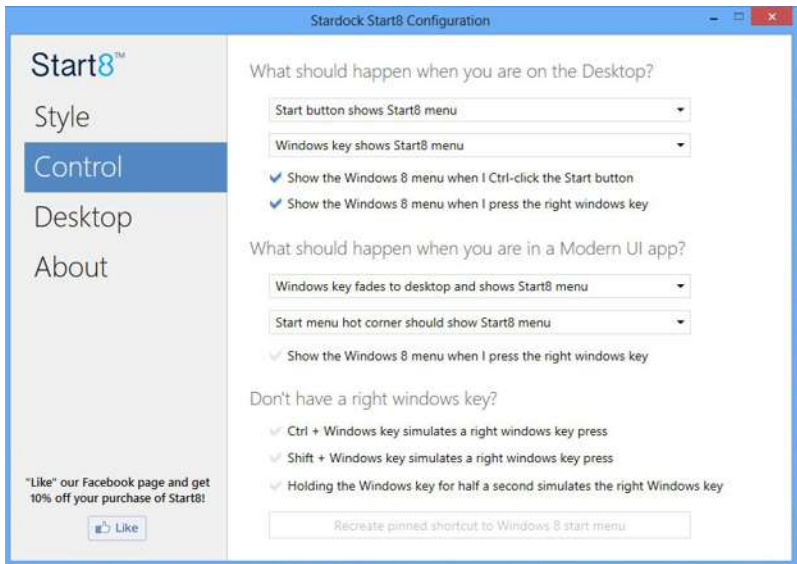 Stardock Start8 Configuration
Start8™
Style
Control
Desktop
About
"Like" our Facebook page and get
10% off your purchase of Start8!
Like
What should happen when you are on the Desktop?
Start button shows Start8 menu
Windows key shows Start8 menu
Show the Windows 8 menu when I Ctrl-click the Start button
Show the Windows 8 menu when I press the right windows key
What should happen when you are in a Modern UI app?
Windows key fades to desktop and shows Start8 menu
Start menu hot corner should show Start8 menu
Show the Windows 8 menu when I press the right windows key
Don't have a right windows key?
Ctrl + Windows key simulates a right windows key press
Shift + Windows key simulates a right windows key press
Holding the Windows key for half a second simulates the right Windows key
Recreate pinned shortcut to Windows 8 start menu